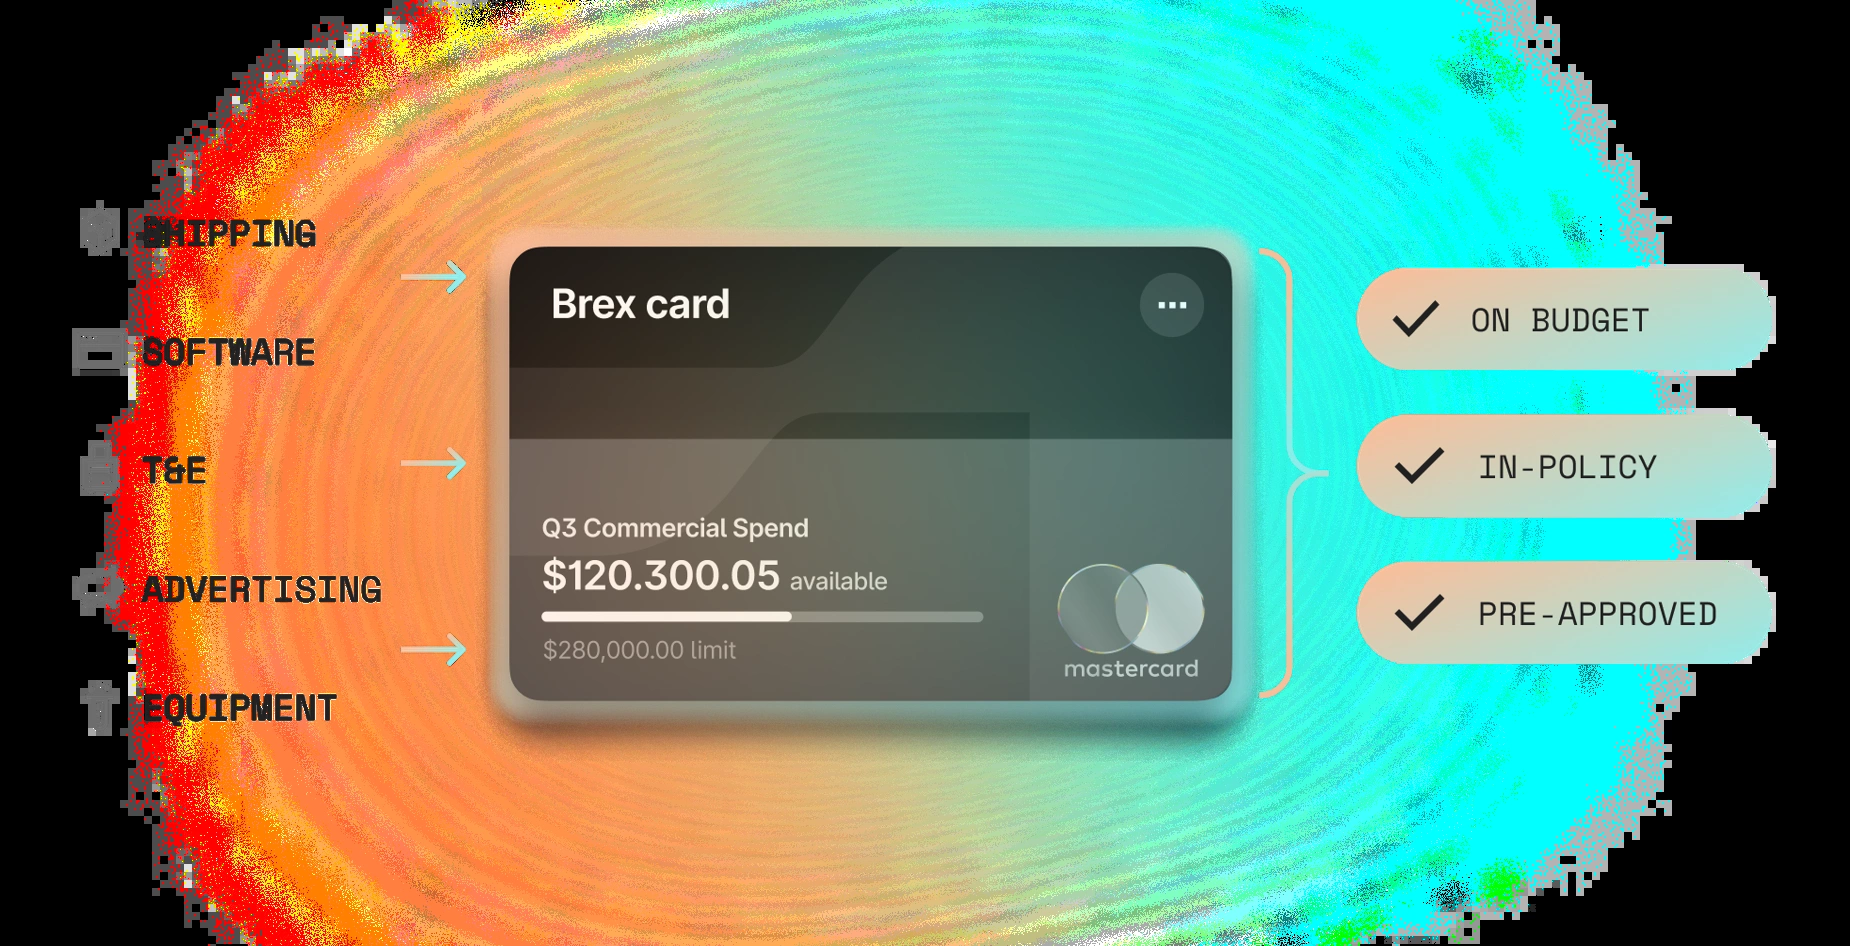 SHIPPING
SOFTWARE
T&E
ADVERTISING
EQUIPMENT
Brex card
Q3 Commercial Spend
$120.300.05 available
$280,000.00 limit
mastercard
ON BUDGET
IN-POLICY
PRE-APPROVED